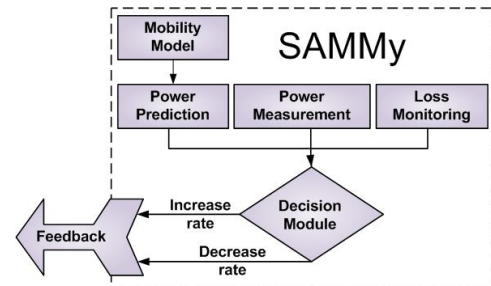 Mobility
Model
SAMMy
Power
Prediction
Power
Measurement
Loss
Monitoring
Increase
rate
Decision
Module
Feedback
Decrease
rate